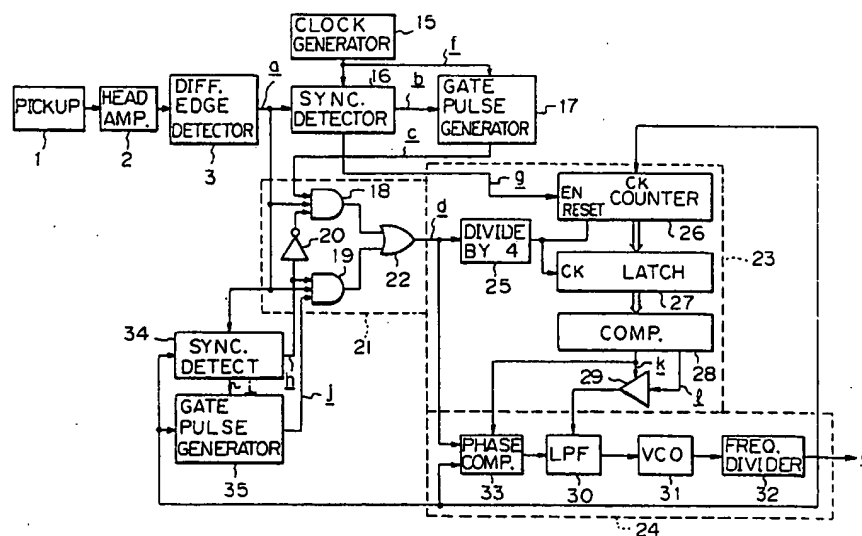 CLOCK
GENERATOR
15
f
a
16
b
PICKUP
1
HEAD
AMP.
2
DIFF.
EDGE
DETECTOR
3
SYNC.
DETECTOR
GATE
PULSE
GENERATOR
17
c
g
18
20
19
22
21
d
DIVIDE
BY 4
25
EN
RESET
CK
COUNTER
26
CK
LATCH
27
23
COMP.
28
29
k
l
34
SYNC.
DETECT
h
j
GATE
PULSE
GENERATOR
35
PHASE
COMP.
33
LPF
30
VCO
31
FREQ.
DIVIDER
32
24